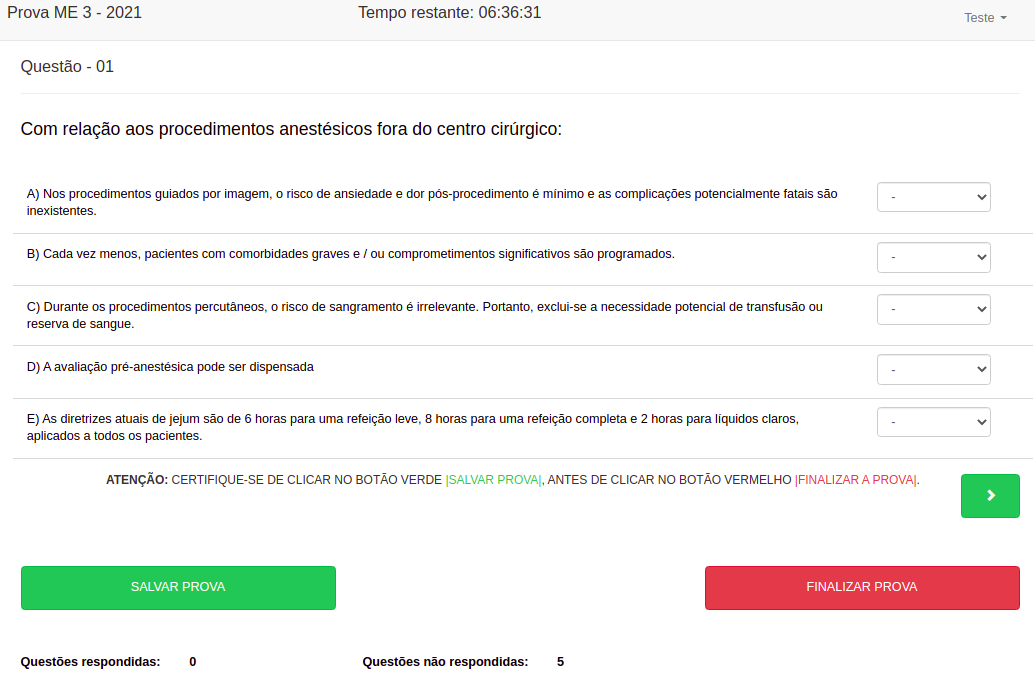 Prova ME 3 - 2021
Tempo restante: 06:36:31
Teste
Questão - 01
Com relação aos procedimentos anestésicos fora do centro cirúrgico:
A) Nos procedimentos guiados por imagem, o risco de ansiedade e dor pós-procedimento é mínimo e as complicações potencialmente fatais são
inexistentes.
-
B) Cada vez menos, pacientes com comorbidades graves e / ou comprometimentos significativos são programados.
-
C) Durante os procedimentos percutâneos, o risco de sangramento é irrelevante. Portanto, exclui-se a necessidade potencial de transfusão ou
reserva de sangue.
-
D) A avaliação pré-anestésica pode ser dispensada
-
E) As diretrizes atuais de jejum são de 6 horas para uma refeição leve, 8 horas para uma refeição completa e 2 horas para líquidos claros,
aplicados a todos os pacientes.
-
ATENÇÃO: CERTIFIQUE-SE DE CLICAR NO BOTÃO VERDE |SALVAR PROVA|, ANTES DE CLICAR NO BOTÃO VERMELHO |FINALIZAR A PROVA|.
SALVAR PROVA
FINALIZAR PROVA
Questões respondidas: 0
Questões não respondidas: 5